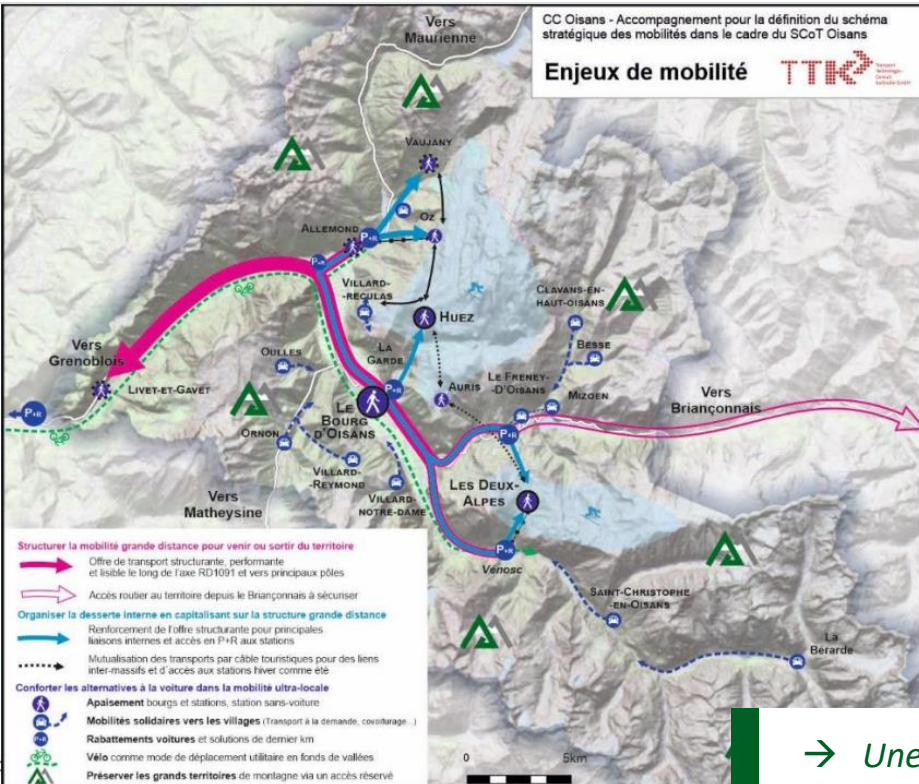 CC Oisans - Accompagnement pour la définition du schéma
stratégique des mobilités dans le cadre du SCoT Oisans
Enjeux de mobilité
TTK
Vers
Maurienne
VAUJANY
OZ
ALLEMOND
P+R
P+R
VILLARD-
-RECULAS
HUEZ
CLAVANS-EN-
HAUT-OISANS
BESSE
Vers
Grenoblois
OULLES
LA
GARDE
LIVET-ET-GAVET
AURIS
LE FRENEY-
-D'OISANS
MIZOEN
Vers
Briançonnais
P+R
P+R
LE
BOURG
D'OISANS
ORNON
P+R
VILLARD-
-REYMOND
Vers
Matheysine
VILLARD-
-NOTRE-DAME
LES DEUX-
ALPES
P+R
Vénosc
SAINT-CHRISTOPHE
-EN-OISANS
LA
BÉRARDE
Structurer la mobilité grande distance pour venir ou sortir du territoire
Offre de transport structurante, performante
et lisible le long de l'axe RD1091 et vers principaux pôles
Accès routier au territoire depuis le Briançonnais à sécuriser
Organiser la desserte interne en capitalisant sur la structure grande distance
Renforcement de l'offre structurante pour principales
liaisons internes et accès en P+R aux stations
Mutualisation des transports par câble touristiques pour des liens
inter-massifs et d'accès aux stations hiver comme été
Conforter les alternatives à la voiture dans la mobilité ultra-locale
Apaisement bourgs et stations, station sans-voiture
Mobilités solidaires vers les villages (Transport à la demande, covoiturage...)
P+R Rabattements voitures et solutions de dernier km
Vélo comme mode de déplacement utilitaire en fonds de vallées
Préserver les grands territoires de montagne via un accès réservé
0 5km
→ Une